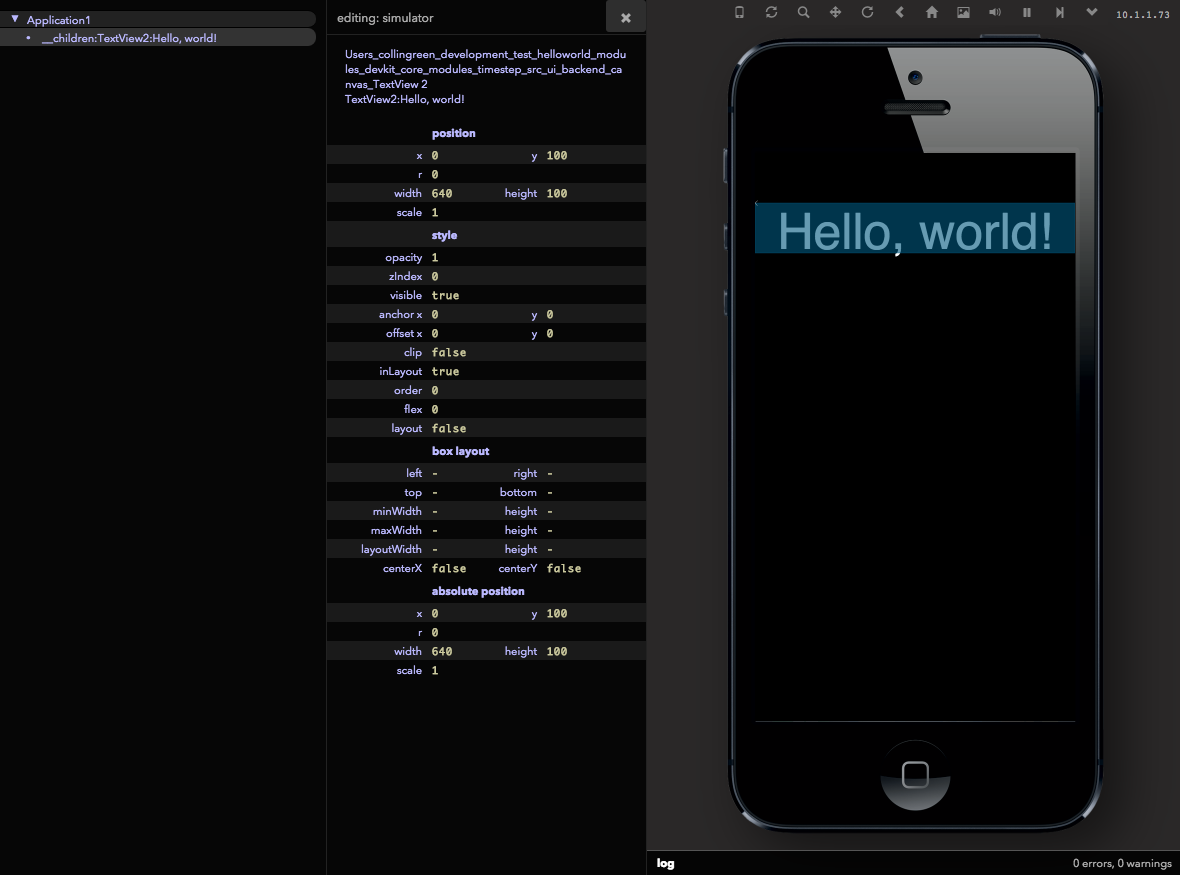 Application1
__children:TextView2:Hello, world!
editing: simulator
Users_collingreen_development_test_helloworld_modu
les_devkit_core_modules_timestep_src_ui_backend_ca
nvas_TextView 2
TextView2:Hello, world!
position
x 0 y 100
r 0
width 640 height 100
scale 1
style
opacity 1
zIndex 0
visible true
anchor x 0 y 0
offset x 0 y 0
clip false
inLayout true
order 0
flex 0
layout false
box layout
left - right -
top - bottom -
minWidth - height -
maxWidth - height -
layoutWidth - height -
centerX false centerY false
absolute position
x 0 y 100
r 0
width 640 height 100
scale 1
10.1.1.73
Hello, world!
log
0 errors, 0 warnings